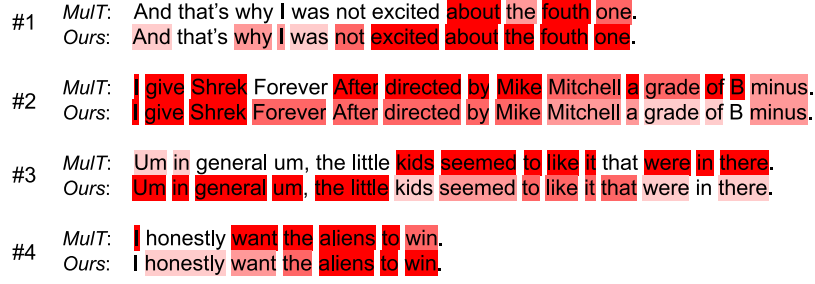 #1 MulT: And that's why I was not excited about the fouth one.
Ours: And that's why I was not excited about the fouth one.
#2 MulT: I give Shrek Forever After directed by Mike Mitchell a grade of B minus.
Ours: I give Shrek Forever After directed by Mike Mitchell a grade of B minus.
#3 MulT: Um in general um, the little kids seemed to like it that were in there.
Ours: Um in general um, the little kids seemed to like it that were in there.
#4 MulT: I honestly want the aliens to win.
Ours: I honestly want the aliens to win.